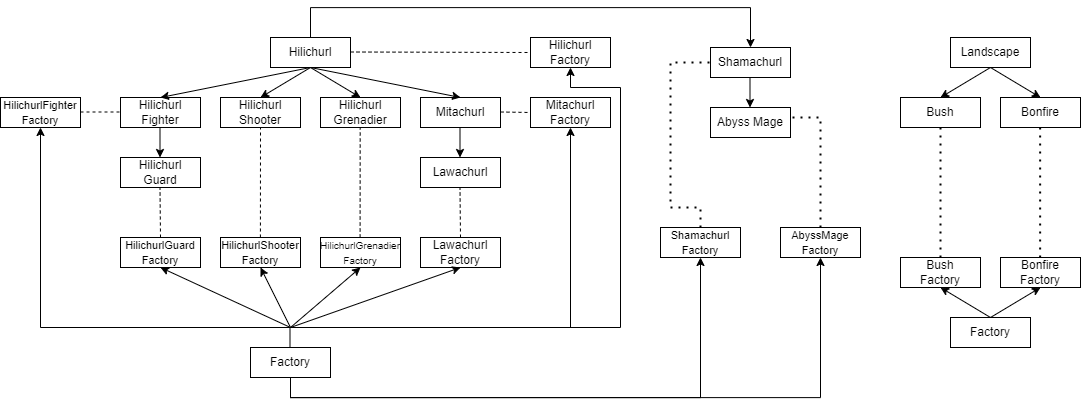 Hilichurl
Hilichurl
Factory
Shamachurl
Landscape
HilichurlFighter
Factory
Hilichurl
Fighter
Hilichurl
Shooter
Hilichurl
Grenadier
Mitachurl
Mitachurl
Factory
Abyss Mage
Bush
Bonfire
Hilichurl
Guard
Lawachurl
HilichurlGuard
Factory
HilichurlShooter
Factory
HilichurlGrenadier
Factory
Lawachurl
Factory
Shamachurl
Factory
AbyssMage
Factory
Bush
Factory
Bonfire
Factory
Factory
Factory